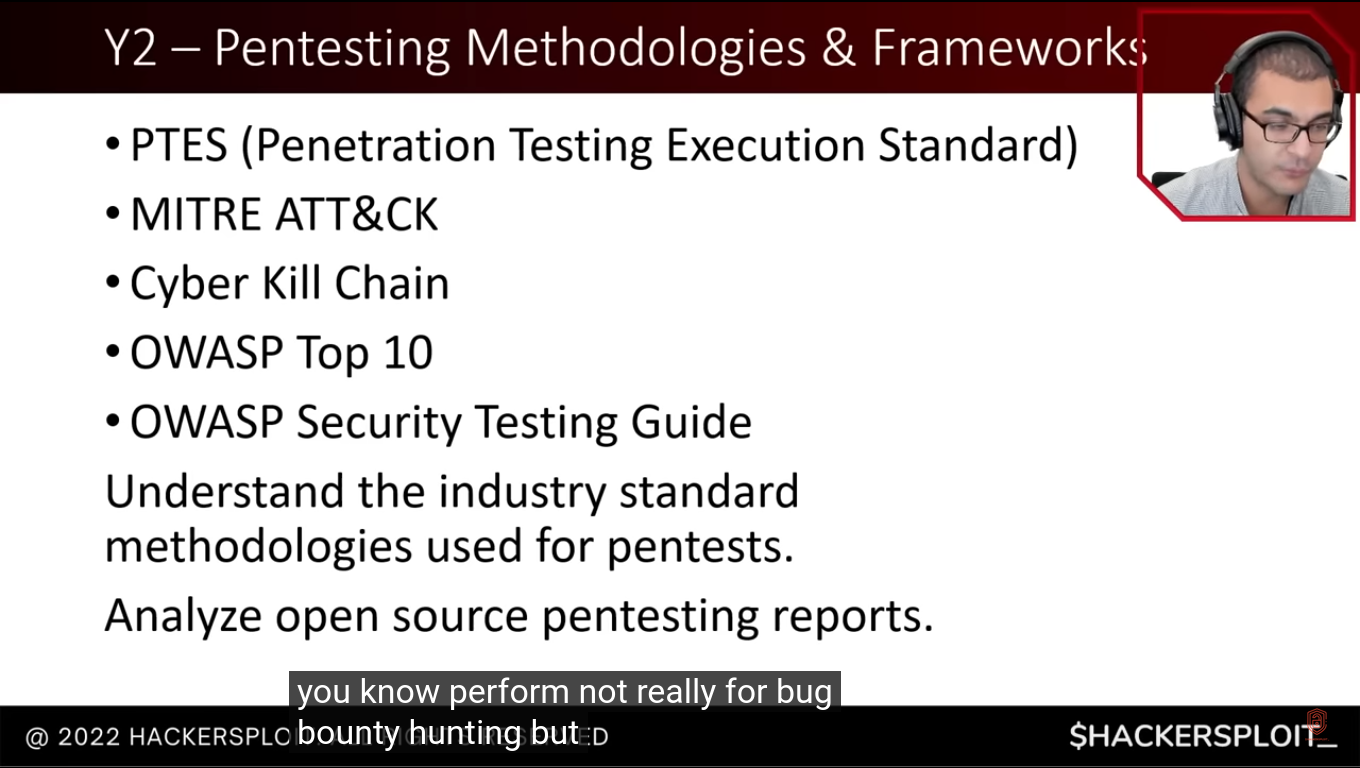 Y2 – Pentesting Methodologies & Frameworks
• PTES (Penetration Testing Execution Standard)
• MITRE ATT&CK
• Cyber Kill Chain
• OWASP Top 10
• OWASP Security Testing Guide
Understand the industry standard
methodologies used for pentests.
Analyze open source pentesting reports.
you know perform not really for bug
bounty hunting but
@ 2022 HACKERSPLO
$HACKERSPLOIT_